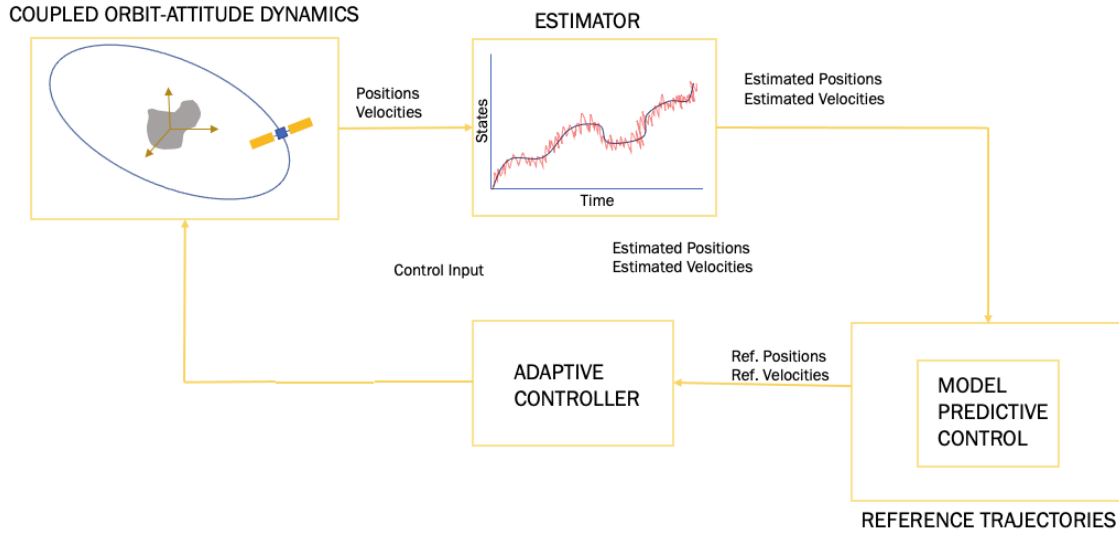 COUPLED ORBIT-ATTITUDE DYNAMICS
ESTIMATOR
Positions
Velocities
States
Time
Estimated Positions
Estimated Velocities
Control Input
Estimated Positions
Estimated Velocities
ADAPTIVE
CONTROLLER
Ref. Positions
Ref. Velocities
MODEL
PREDICTIVE
CONTROL
REFERENCE TRAJECTORIES